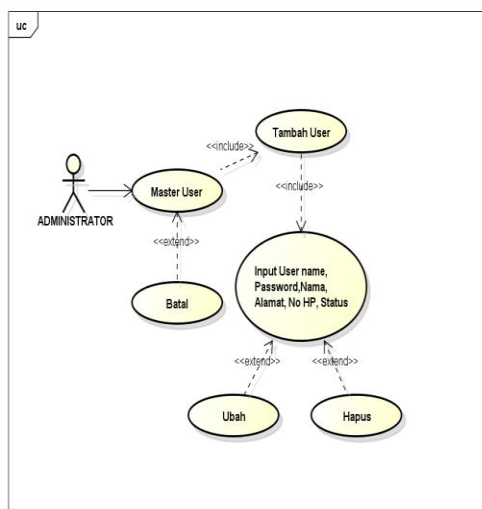 uc
Tambah User
<<include>>
<<include>>
Master User
ADMINISTRATOR
<<extend>>
Input User name,
Password,Nama,
Alamat, No HP, Status
Batal
<<extend>>
<<extend>>
Ubah
Hapus